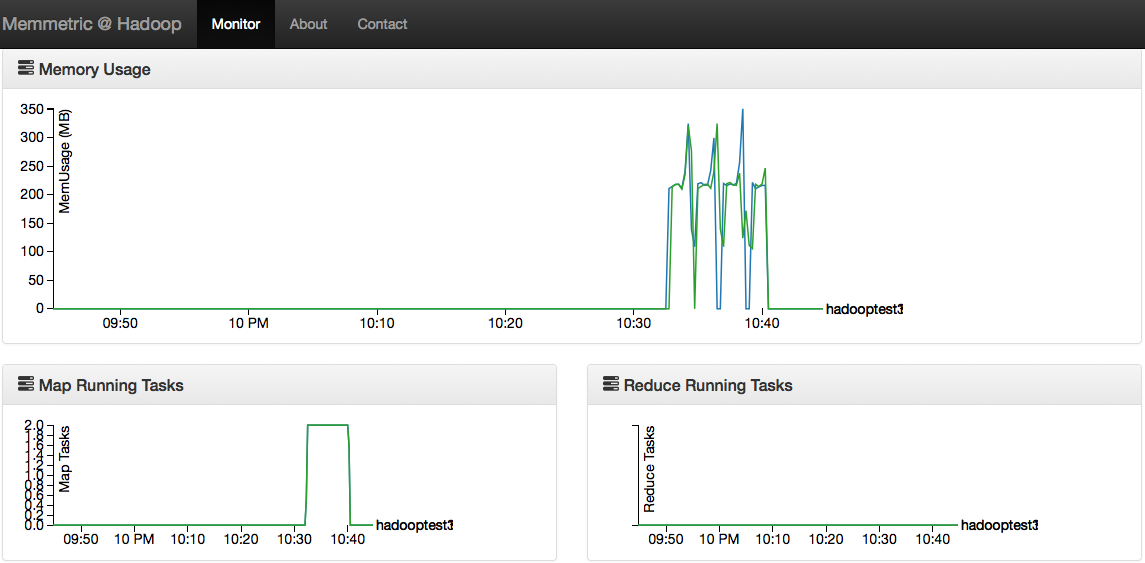 Memmetric @ Hadoop Monitor About Contact
Memory Usage
MemUsage (MB)
350
300
250
200
150
100
50
0
09:50 10 PM 10:10 10:20 10:30 10:40
hadooptest3
Map Running Tasks
Map Tasks
2.0
1.8
1.6
1.4
1.2
1.0
0.8
0.6
0.4
0.2
0.0
09:50 10 PM 10:10 10:20 10:30 10:40
hadooptest3
Reduce Running Tasks
Reduce Tasks
09:50 10 PM 10:10 10:20 10:30 10:40
hadooptest3